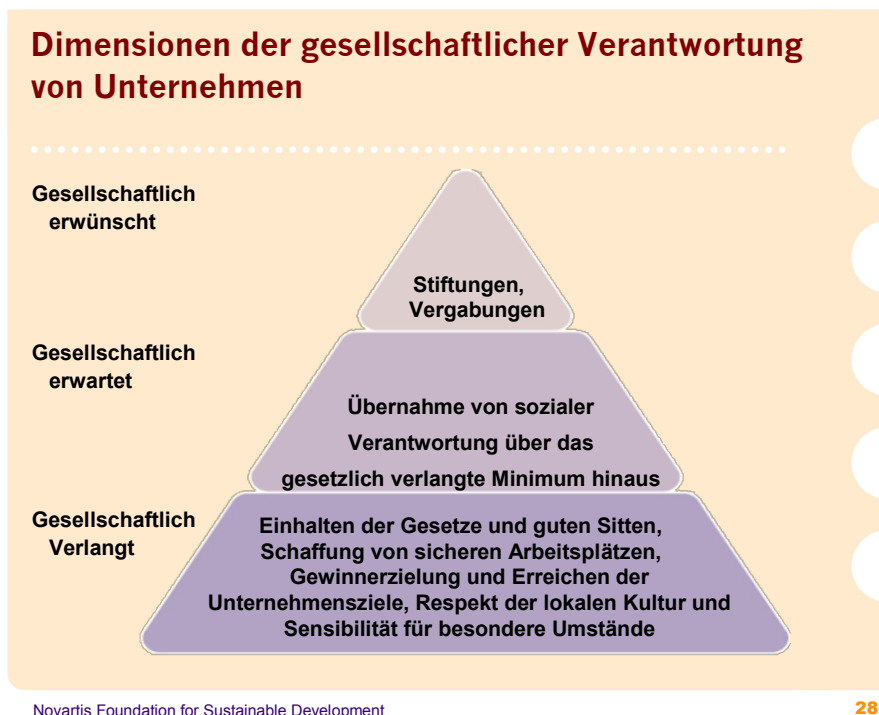 Dimensionen der gesellschaftlicher Verantwortung
von Unternehmen
Gesellschaftlich
erwünscht
Stiftungen,
Vergabungen
Gesellschaftlich
erwartet
Übernahme von sozialer
Verantwortung über das
gesetzlich verlangte Minimum hinaus
Gesellschaftlich
Verlangt
Einhalten der Gesetze und guten Sitten,
Schaffung von sicheren Arbeitsplätzen,
Gewinnerzielung und Erreichen der
Unternehmensziele, Respekt der lokalen Kultur und
Sensibilität für besondere Umstände
Novartis Foundation for Sustainable Development
28